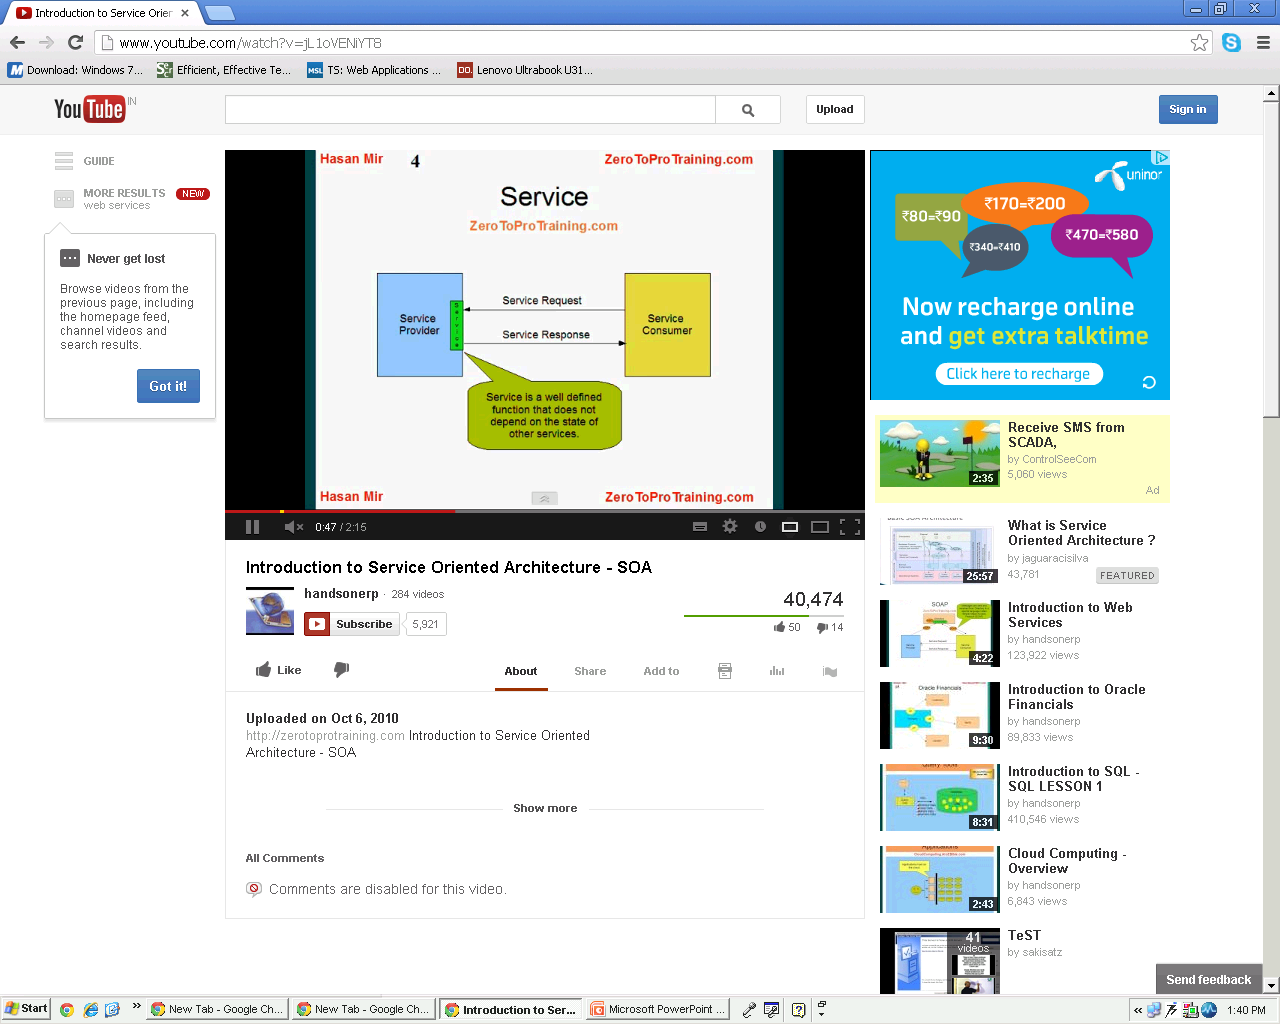 Introduction to Service Orier
www.youtube.com/watch?v=jL1oVENiYT8
Download: Windows 7...
Efficient, Effective Te...
MSL TS: Web Applications ...
Lenovo Ultrabook U31...
YouTube IN
Upload
Sign in
GUIDE
MORE RESULTS NEW
web services
Never get lost
Browse videos from the
previous page, including
the homepage feed,
channel videos and
search results.
Got it!
Hasan Mir 4 ZeroToProTraining.com
Service
ZeroToProTraining.com
Service
Provider
Service
Service Request
Service Response
Service
Consumer
Service is a well defined
function that does not
depend on the state of
other services.
Hasan Mir ZeroToProTraining.com
0:47 / 2:15
Introduction to Service Oriented Architecture - SOA
handsonerp · 284 videos
Subscribe 5,921
40,474
50 14
Like
About Share Add to
Uploaded on Oct 6, 2010
http://zerotoprotraining.com Introduction to Service Oriented
Architecture - SOA
Show more
All Comments
Comments are disabled for this video.
uninor
₹80=₹90
₹170=₹200
₹340=₹410
₹470=₹580
Now recharge online
and get extra talktime
Click here to recharge
Receive SMS from
SCADA,
by ControlSeeCom
5,060 views
2:35
Ad
What is Service
Oriented Architecture ?
by jaguaracisilva
43,781 FEATURED
25:57
SOAP
Introduction to Web
Services
by handsonerp
123,922 views
4:22
Oracle Financials
Introduction to Oracle
Financials
by handsonerp
89,833 views
9:30
Query Tools
Introduction to SQL -
SQL LESSON 1
by handsonerp
410,546 views
8:31
Applications
Cloud Computing -
Overview
by handsonerp
6,843 views
2:43
41
videos
TeST
by sakisatz
Send feedback
Start
New Tab - Google Ch...
New Tab - Google Ch...
Introduction to Ser...
Microsoft PowerPoint ...
1:40 PM